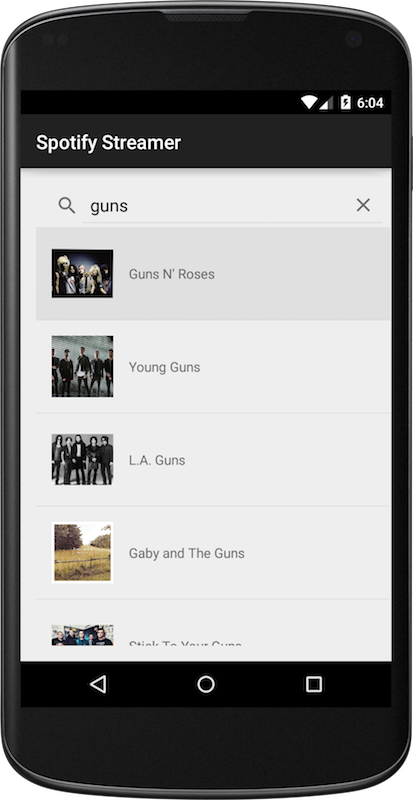 6:04
Spotify Streamer
guns
Guns N' Roses
Young Guns
L.A. Guns
Gaby and The Guns
Stick To Your Guns